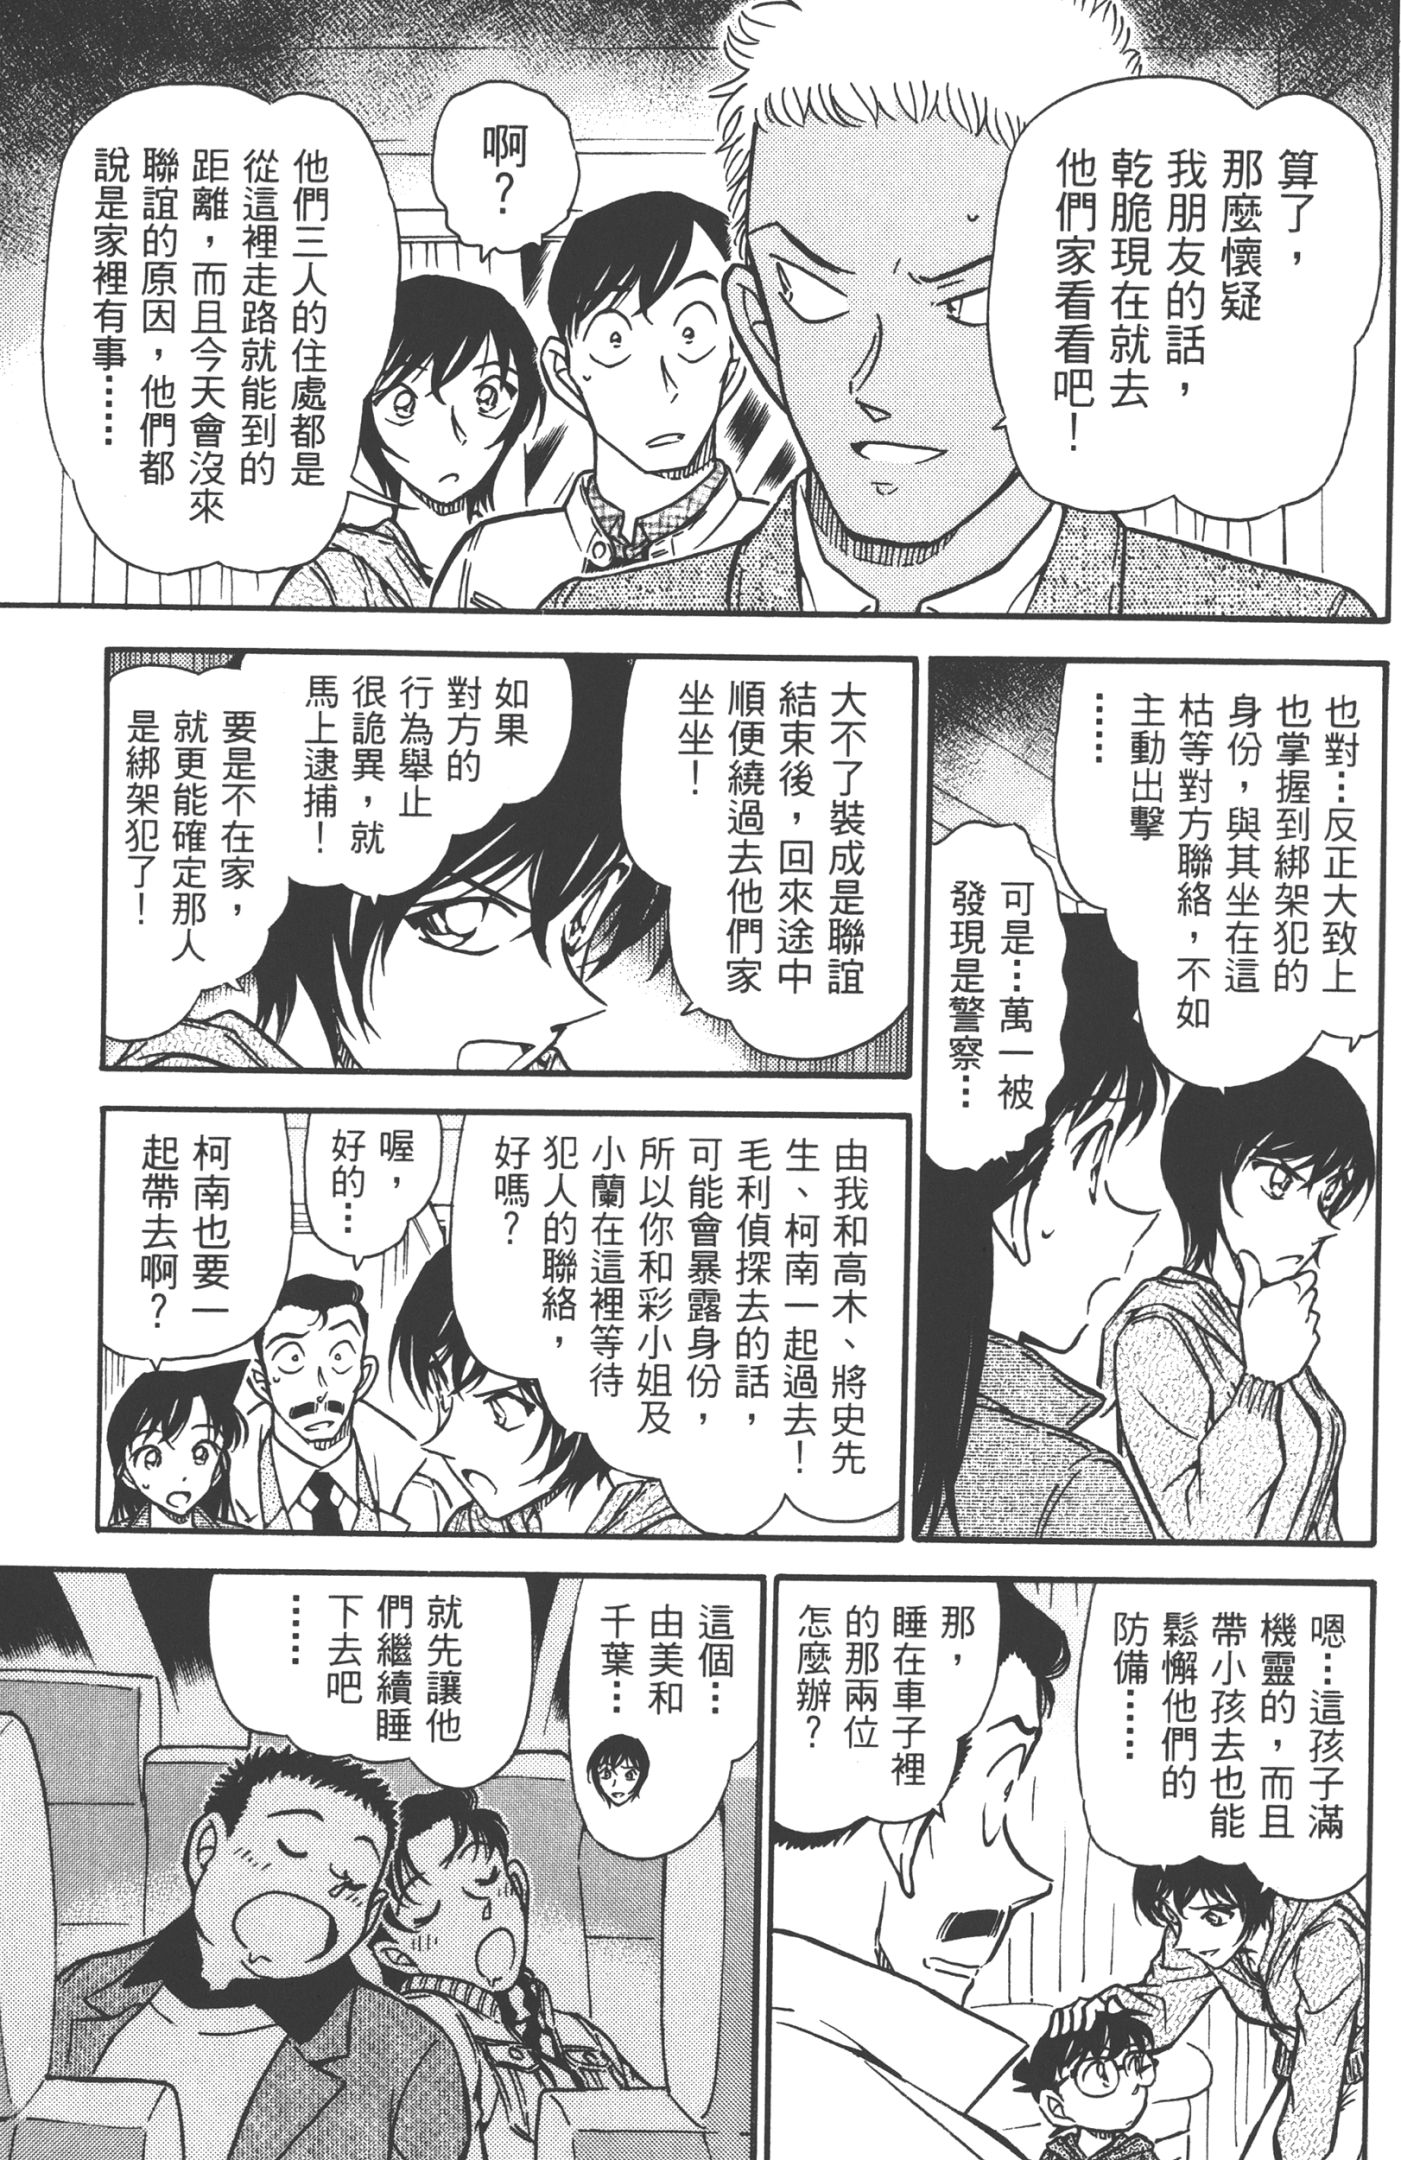 算了，
那麼懷疑
我朋友的話，
乾脆現在就去
他們家看看吧！
啊？
他們三人的住處都是
從這裡走路就能到的
距離，而且今天會沒來
聯誼的原因，他們都
說是家裡有事……
也對…反正大致上
也掌握到綁架犯的
身份，與其坐在這
枯等對方聯絡，不如
主動出擊
……
可是…萬一被
發現是警察…
大不了裝成是聯誼
結束後，回來途中
順便繞過去他們家
坐坐！
如果
對方的
行為舉止
很詭異，就
馬上逮捕！
要是不在家，
就更能確定那人
是綁架犯了！
由我和高木、將史先
生、柯南一起過去！
毛利偵探去的話，
可能會暴露身份，
所以你和彩小姐及
小蘭在這裡等待
犯人的聯絡，
好嗎？
喔，
好的…
柯南也要一
起帶去啊？
嗯…這孩子滿
機靈的，而且
帶小孩去也能
鬆懈他們的
防備……
那，
睡在車子裡
的那兩位
怎麼辦？
這個…
由美和
千葉…
就先讓他
們繼續睡
下去吧
……